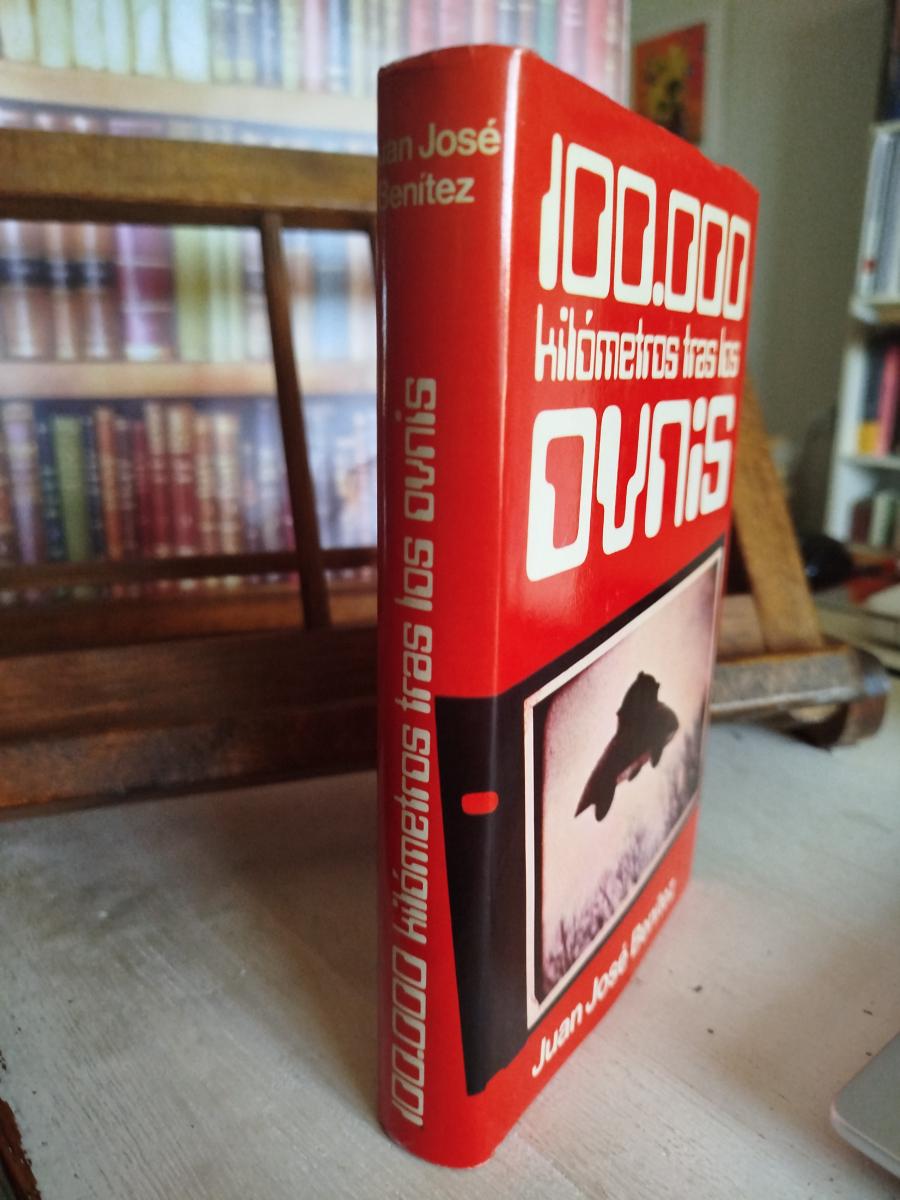 Juan José
Benítez
100.000 kilómetros tras los ovnis
100.000
kilómetros tras los
ovnis
Juan José Benítez